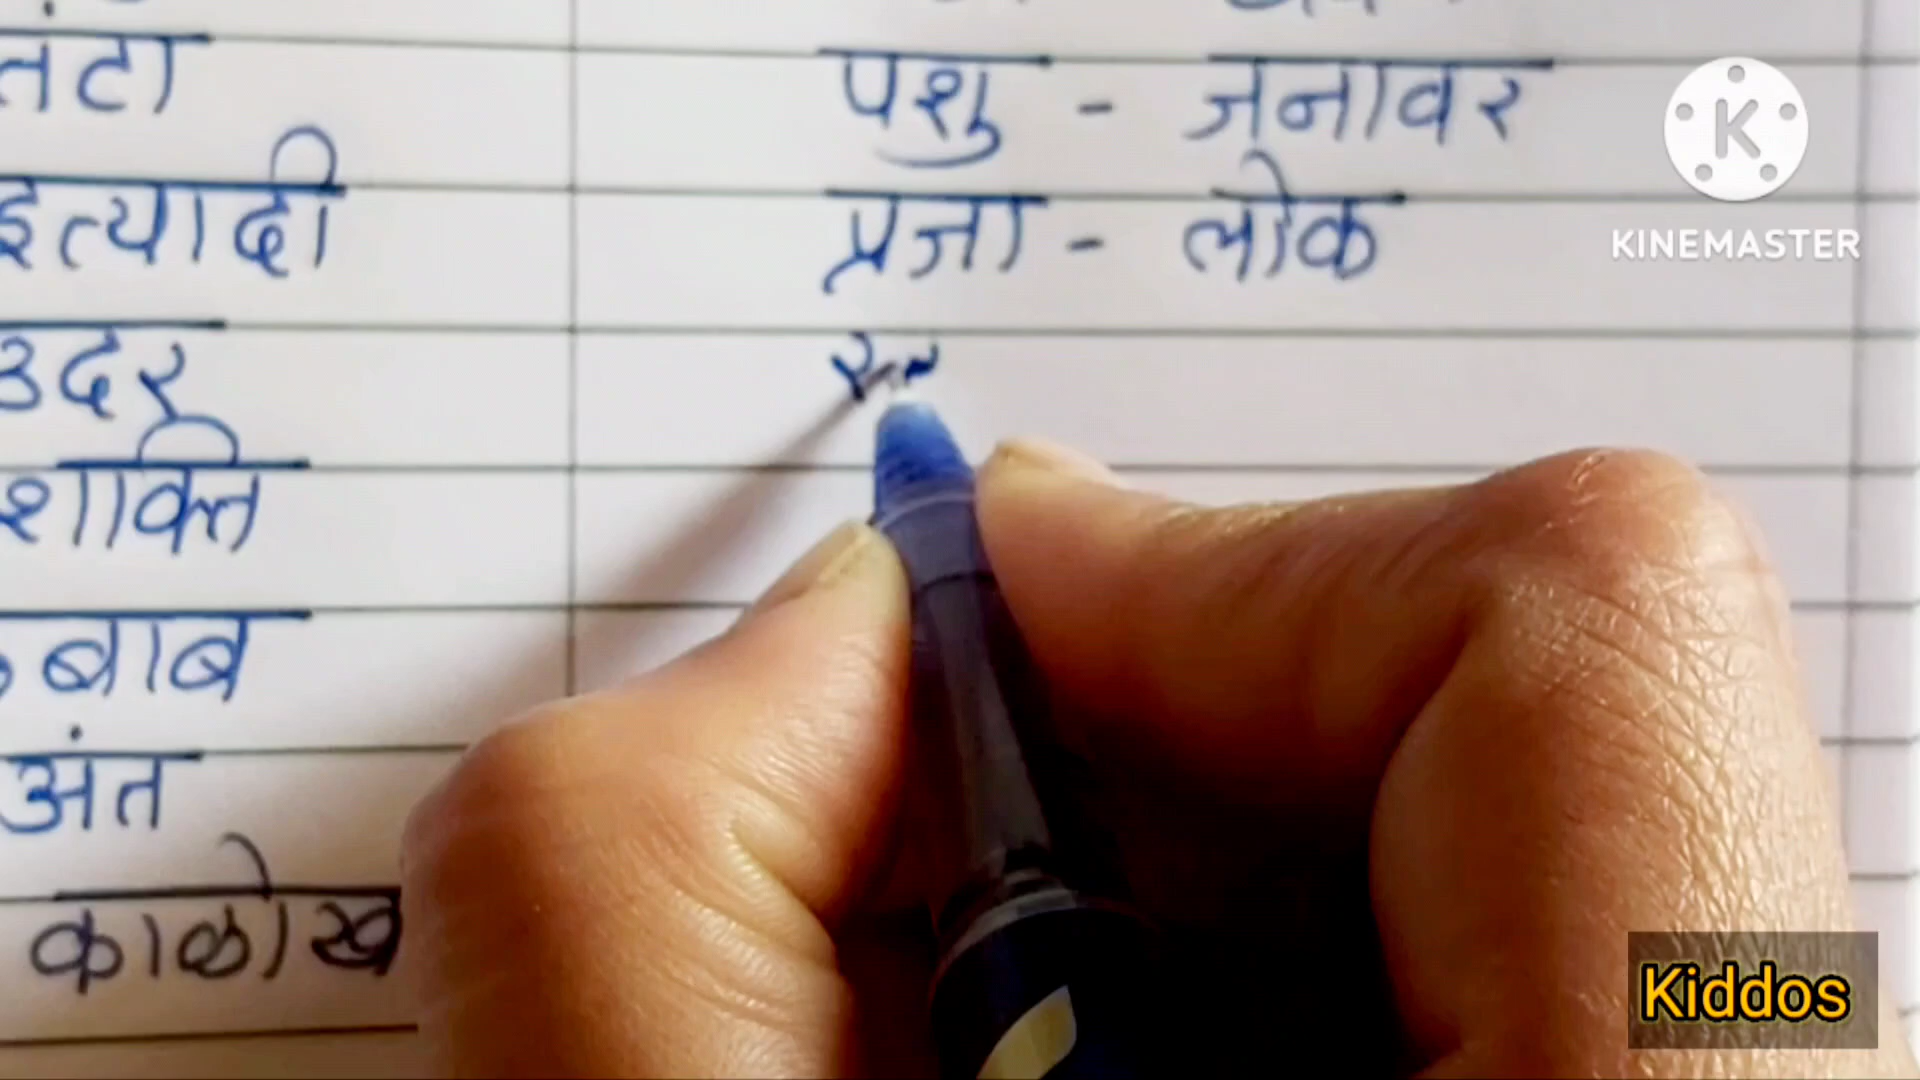 तंटा
पशु - जनावर
इत्यादी
प्रजा - लोक
उदर
शक्ति
बाब
अंत
काळोख
K
KINEMASTER
Kiddos